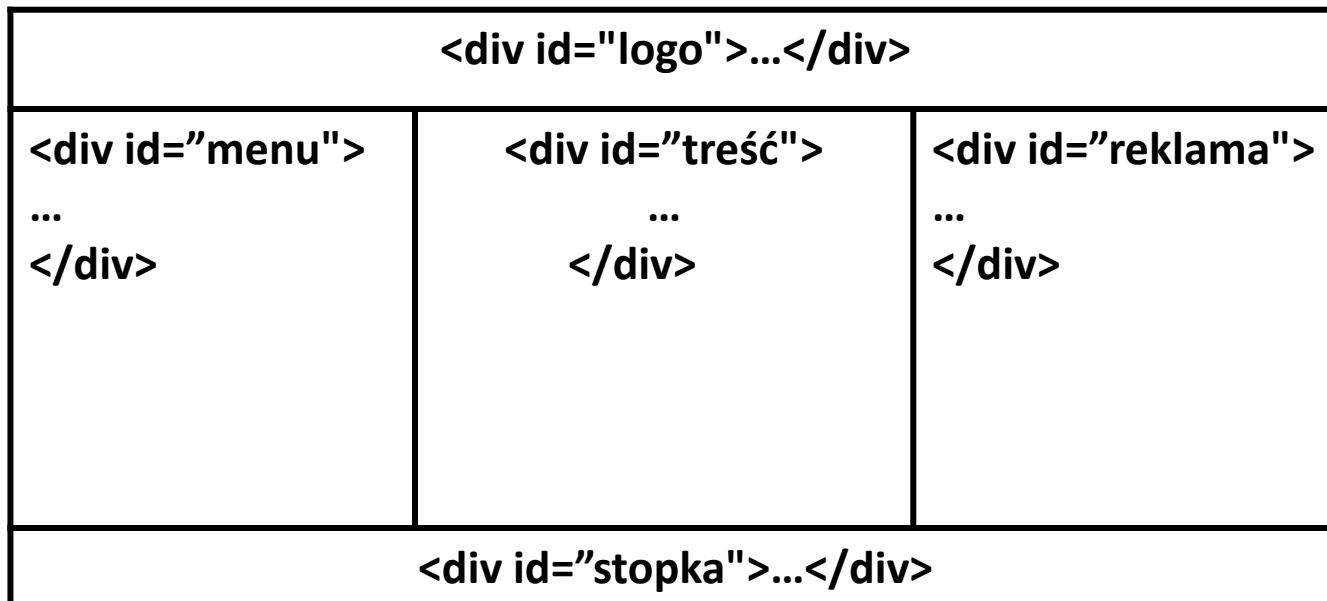 <div id="logo">…</div>
<div id=”menu">
…
</div>
<div id=”treść">
…
</div>
<div id=”reklama">
…
</div>
<div id=”stopka">…</div>